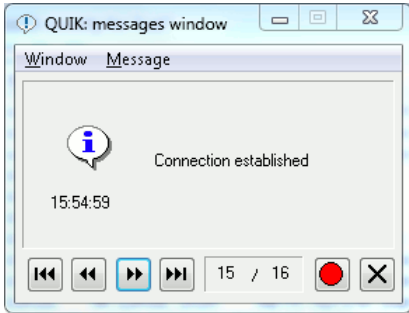 QUIK: messages window
Window Message
Connection established
15:54:59
15 / 16